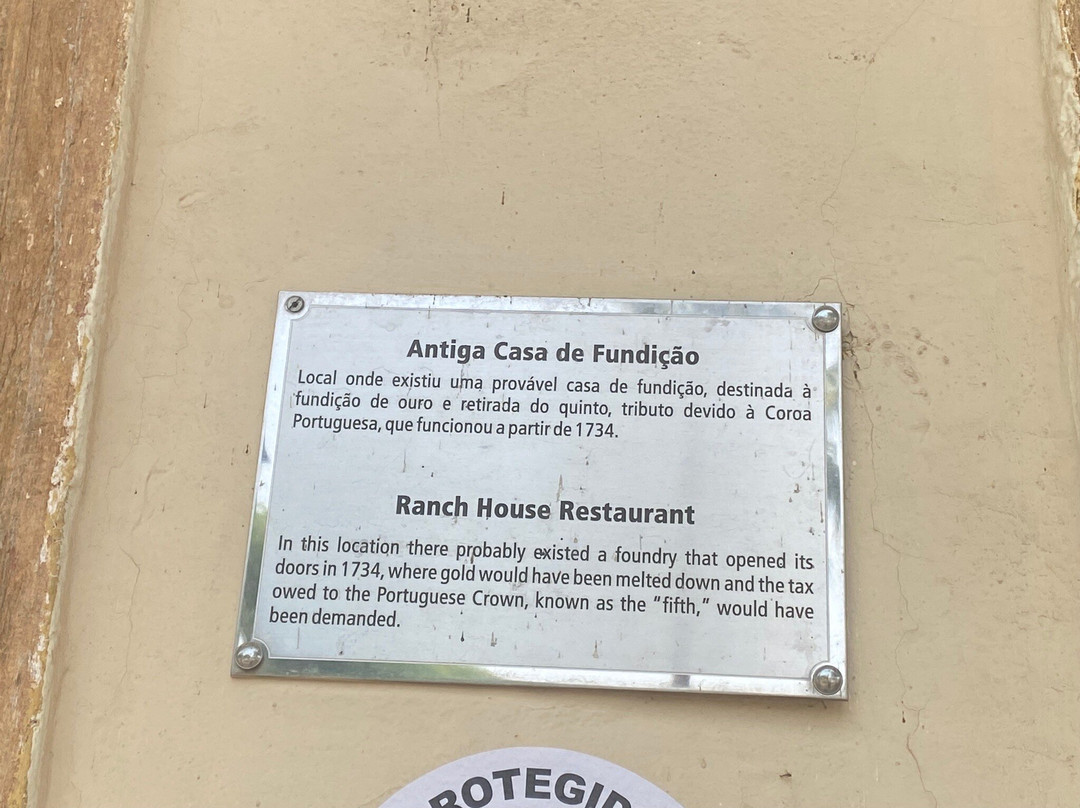 Antiga Casa de Fundição
Local onde existiu uma provável casa de fundição, destinada à
fundição de ouro e retirada do quinto, tributo devido à Coroa
Portuguesa, que funcionou a partir de 1734.
Ranch House Restaurant
In this location there probably existed a foundry that opened its
doors in 1734, where gold would have been melted down and the tax
owed to the Portuguese Crown, known as the "fifth," would have
been demanded.